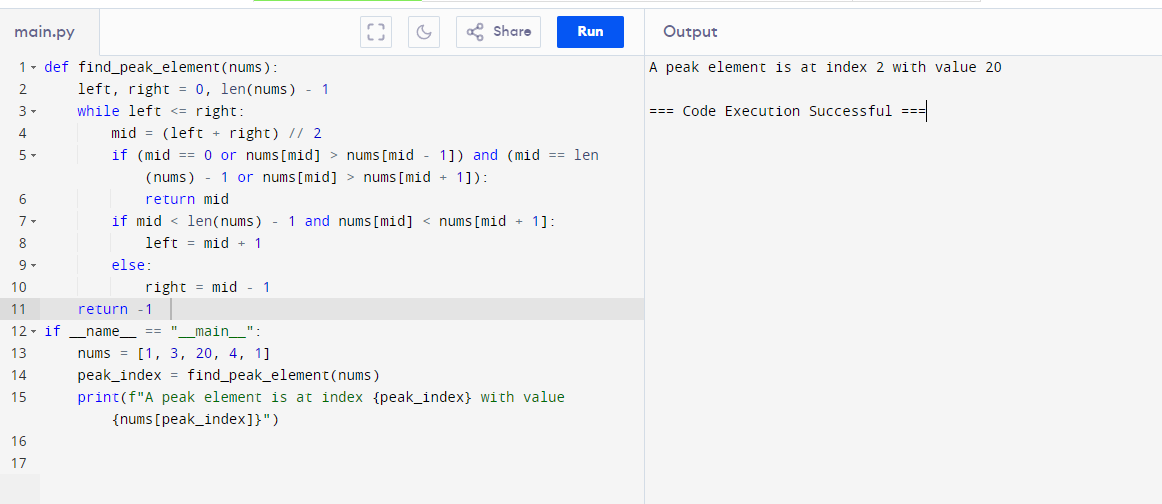 main.py
Share
Run
Output
1 def find_peak_element(nums):
2 left, right = 0, len(nums) - 1
3 while left <= right:
4 mid = (left + right) // 2
5 if (mid == 0 or nums[mid] > nums[mid - 1]) and (mid == len
(nums) - 1 or nums[mid] > nums[mid + 1]):
6 return mid
7 if mid < len(nums) - 1 and nums[mid] < nums[mid + 1]:
8 left = mid + 1
9 else:
10 right = mid - 1
11 return -1
12 if __name__ == "__main__":
13 nums = [1, 3, 20, 4, 1]
14 peak_index = find_peak_element(nums)
15 print(f"A peak element is at index {peak_index} with value
{nums[peak_index]}")
16
17
A peak element is at index 2 with value 20
=== Code Execution Successful ===